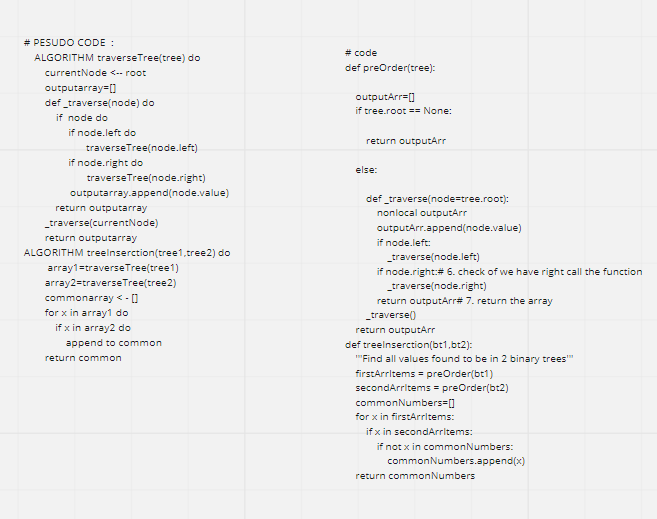 # PESUDO CODE :
ALGORITHM traverseTree(tree) do
currentNode <-- root
outputarray=[]
def _traverse(node) do
if node do
if node.left do
traverseTree(node.left)
if node.right do
traverseTree(node.right)
outputarray.append(node.value)
return outputarray
_traverse(currentNode)
return outputarray
ALGORITHM treeInserction(tree1,tree2) do
array1=traverseTree(tree1)
array2=traverseTree(tree2)
commonarray < - []
for x in array1 do
if x in array2 do
append to common
return common
# code
def preOrder(tree):
outputArr=[]
if tree.root == None:
return outputArr
else:
def _traverse(node=tree.root):
nonlocal outputArr
outputArr.append(node.value)
if node.left:
_traverse(node.left)
if node.right:# 6. check of we have right call the function
_traverse(node.right)
return outputArr# 7. return the array
_traverse()
return outputArr
def treeInserction(bt1,bt2):
'''Find all values found to be in 2 binary trees'''
firstArrItems = preOrder(bt1)
secondArrItems = preOrder(bt2)
commonNumbers=[]
for x in firstArrItems:
if x in secondArrItems:
if not x in commonNumbers:
commonNumbers.append(x)
return commonNumbers